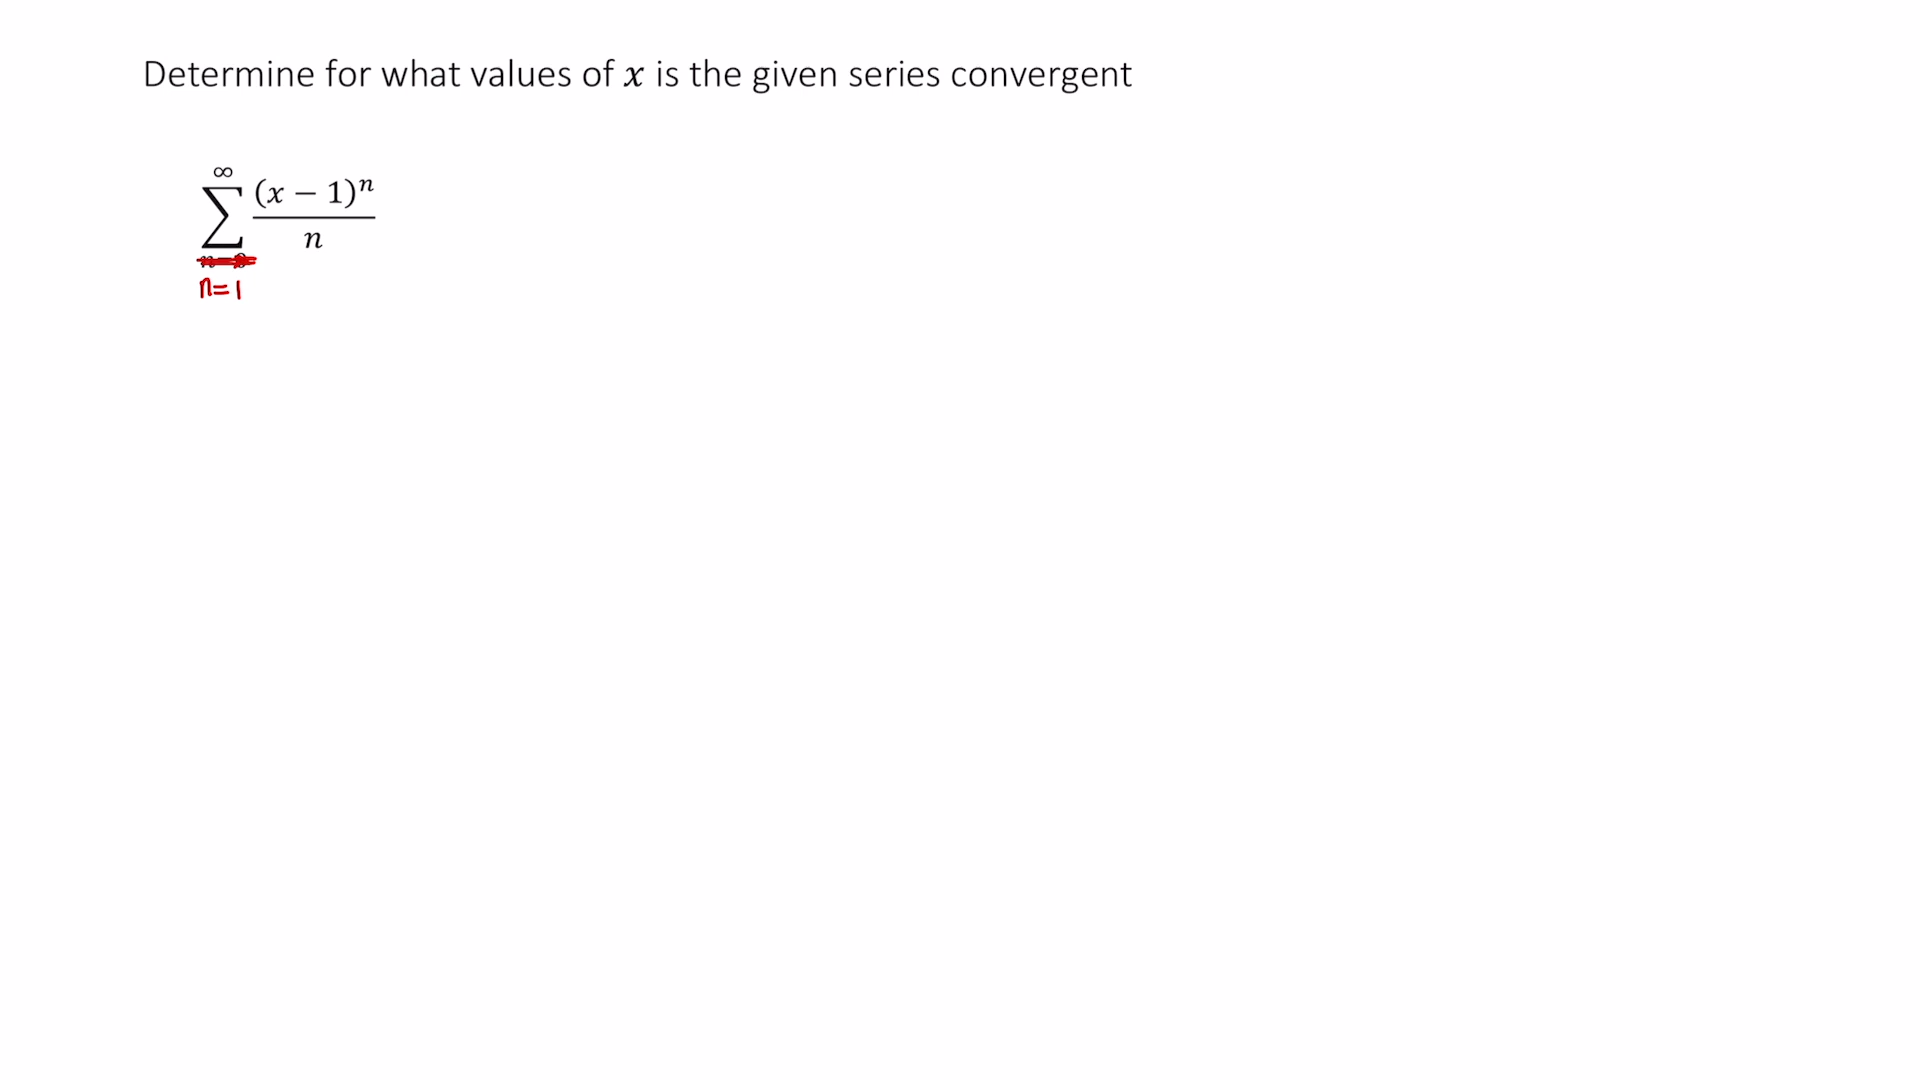 Determine for what values of x is the given series convergent
∞
∑ (x − 1)ⁿ / n
n=1